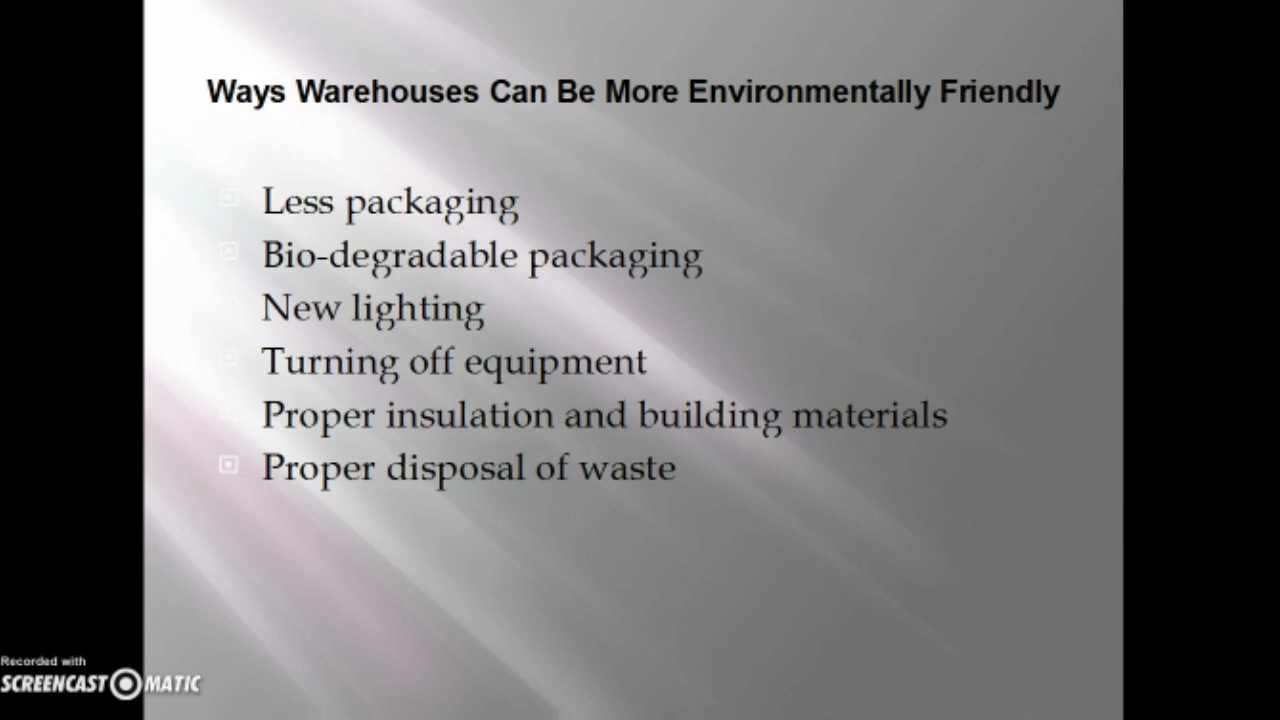 Ways Warehouses Can Be More Environmentally Friendly
Less packaging
Bio-degradable packaging
New lighting
Turning off equipment
Proper insulation and building materials
Proper disposal of waste
Recorded with
SCREENCAST MATIC